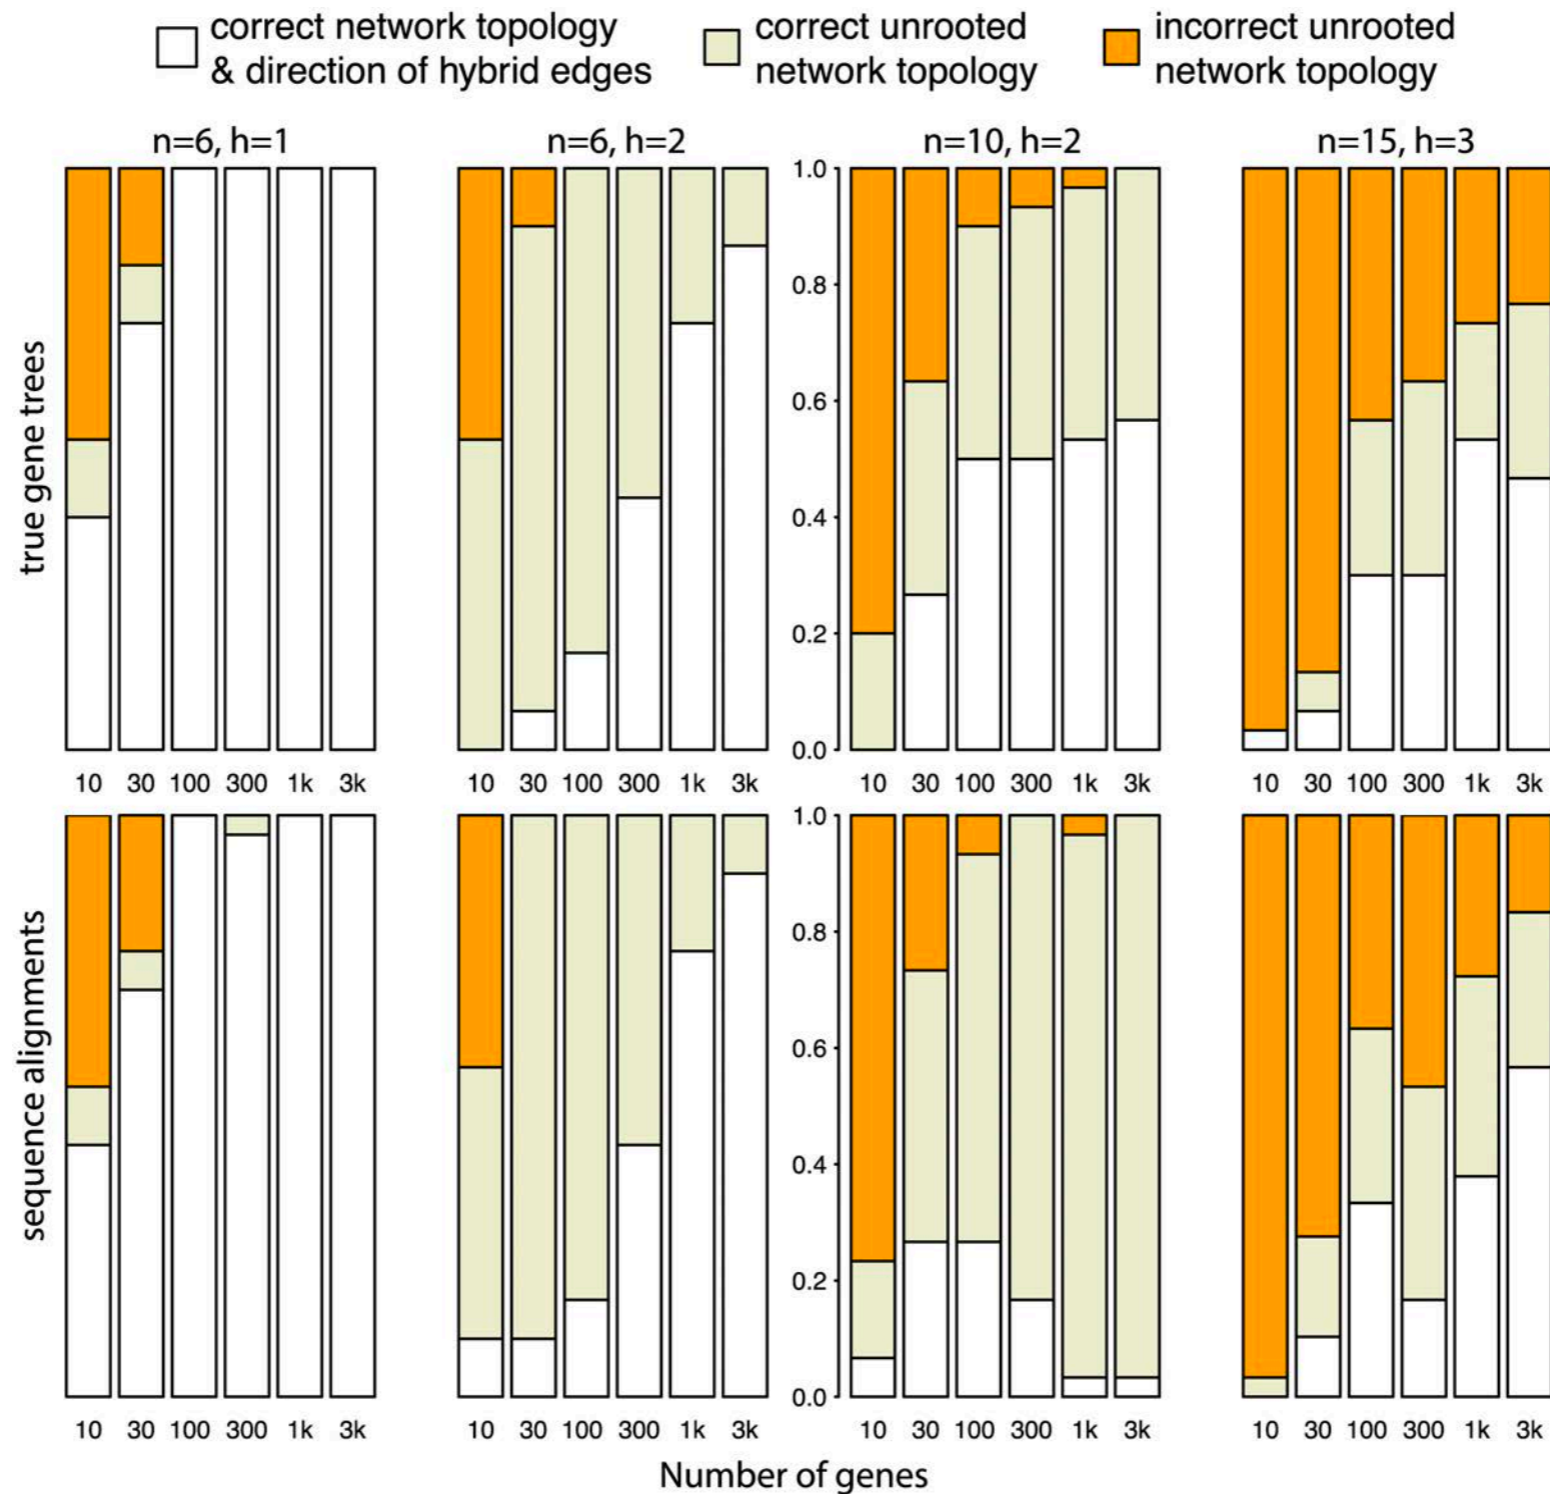 correct network topology
& direction of hybrid edges
correct unrooted
network topology
incorrect unrooted
network topology
n=6, h=1
n=6, h=2
n=10, h=2
n=15, h=3
true gene trees
1.0
0.8
0.6
0.4
0.2
0.0
10 30 100 300 1k 3k
10 30 100 300 1k 3k
10 30 100 300 1k 3k
10 30 100 300 1k 3k
sequence alignments
1.0
0.8
0.6
0.4
0.2
0.0
10 30 100 300 1k 3k
10 30 100 300 1k 3k
10 30 100 300 1k 3k
10 30 100 300 1k 3k
Number of genes